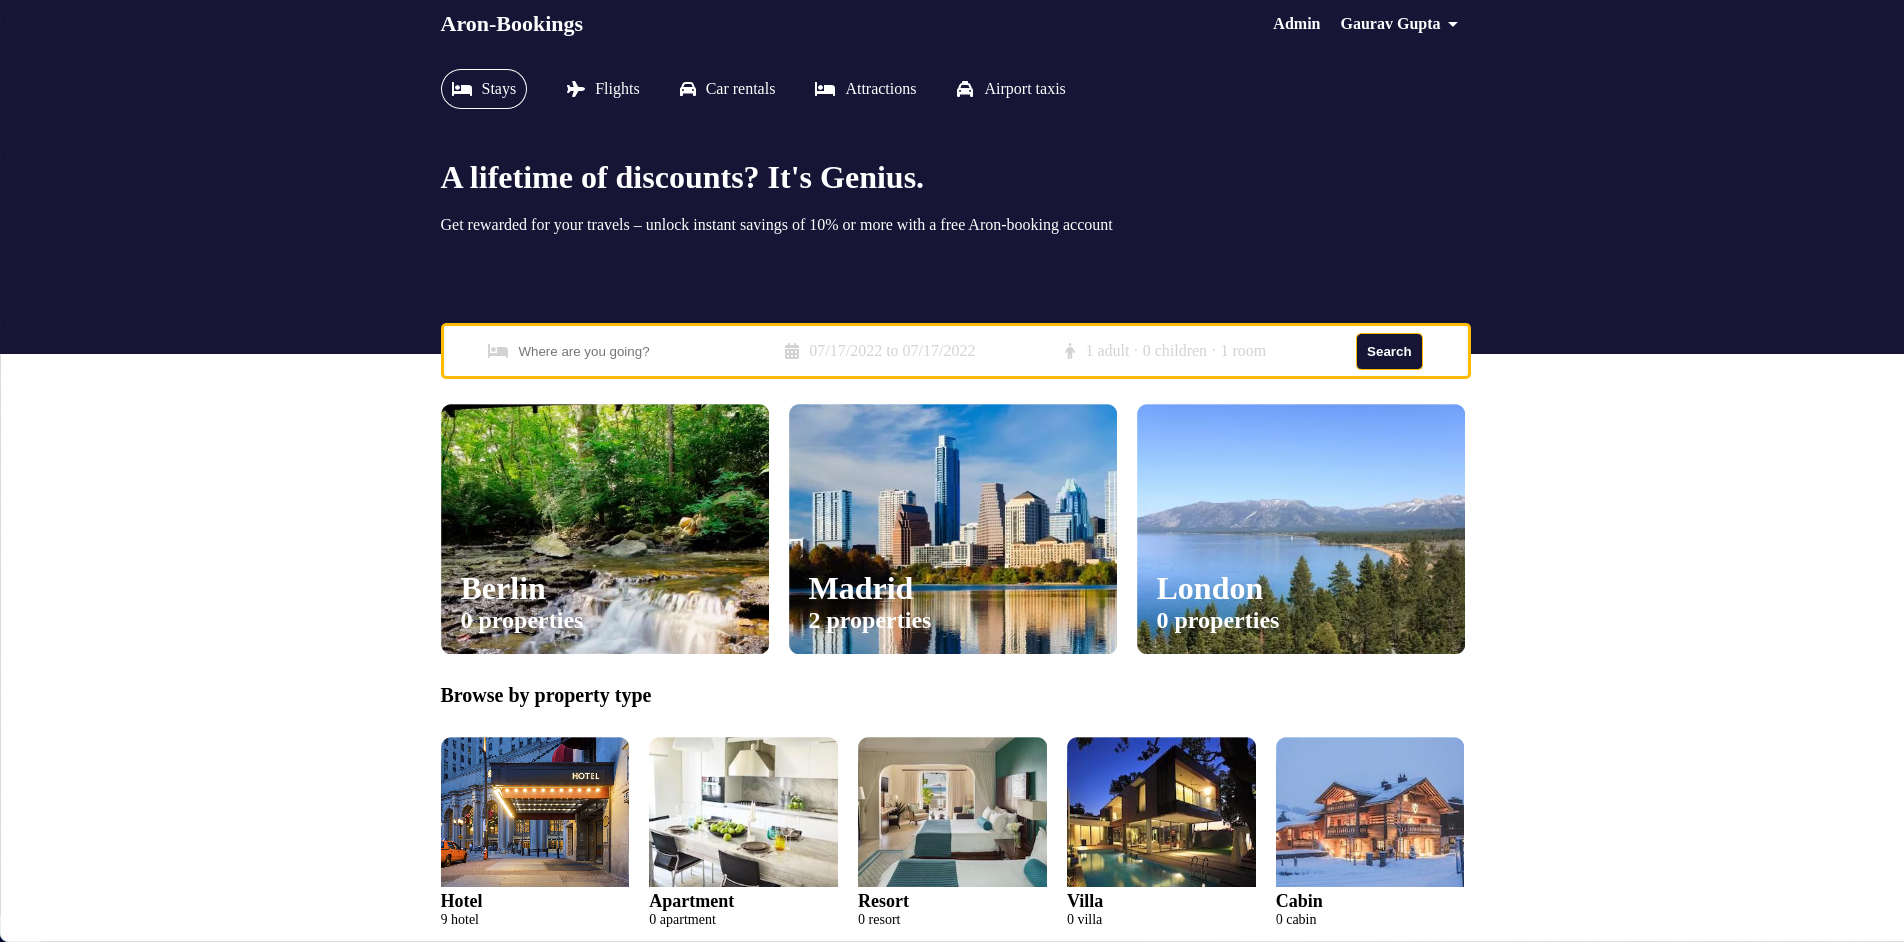 Aron-Bookings
Admin Gaurav Gupta
Stays Flights Car rentals Attractions Airport taxis
A lifetime of discounts? It's Genius.
Get rewarded for your travels – unlock instant savings of 10% or more with a free Aron-booking account
Where are you going? 07/17/2022 to 07/17/2022 1 adult · 0 children · 1 room Search
Berlin
0 properties
Madrid
2 properties
London
0 properties
Browse by property type
HOTEL
Hotel
9 hotel
Apartment
0 apartment
Resort
0 resort
Villa
0 villa
Cabin
0 cabin